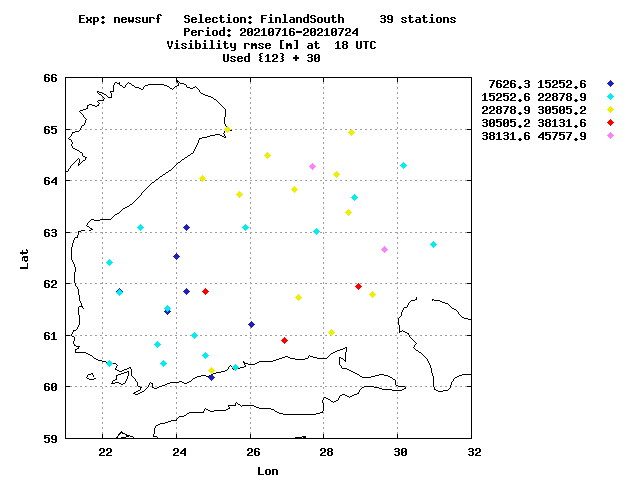 Exp: newsurf Selection: FinlandSouth 39 stations
Period: 20210716-20210724
Visibility rmse [m] at 18 UTC
Used {12} + 30
7626.3 15252.6
15252.6 22878.9
22878.9 30505.2
30505.2 38131.6
38131.6 45757.9
66
65
64
63
62
61
60
59
Lat
22 24 26 28 30 32
Lon